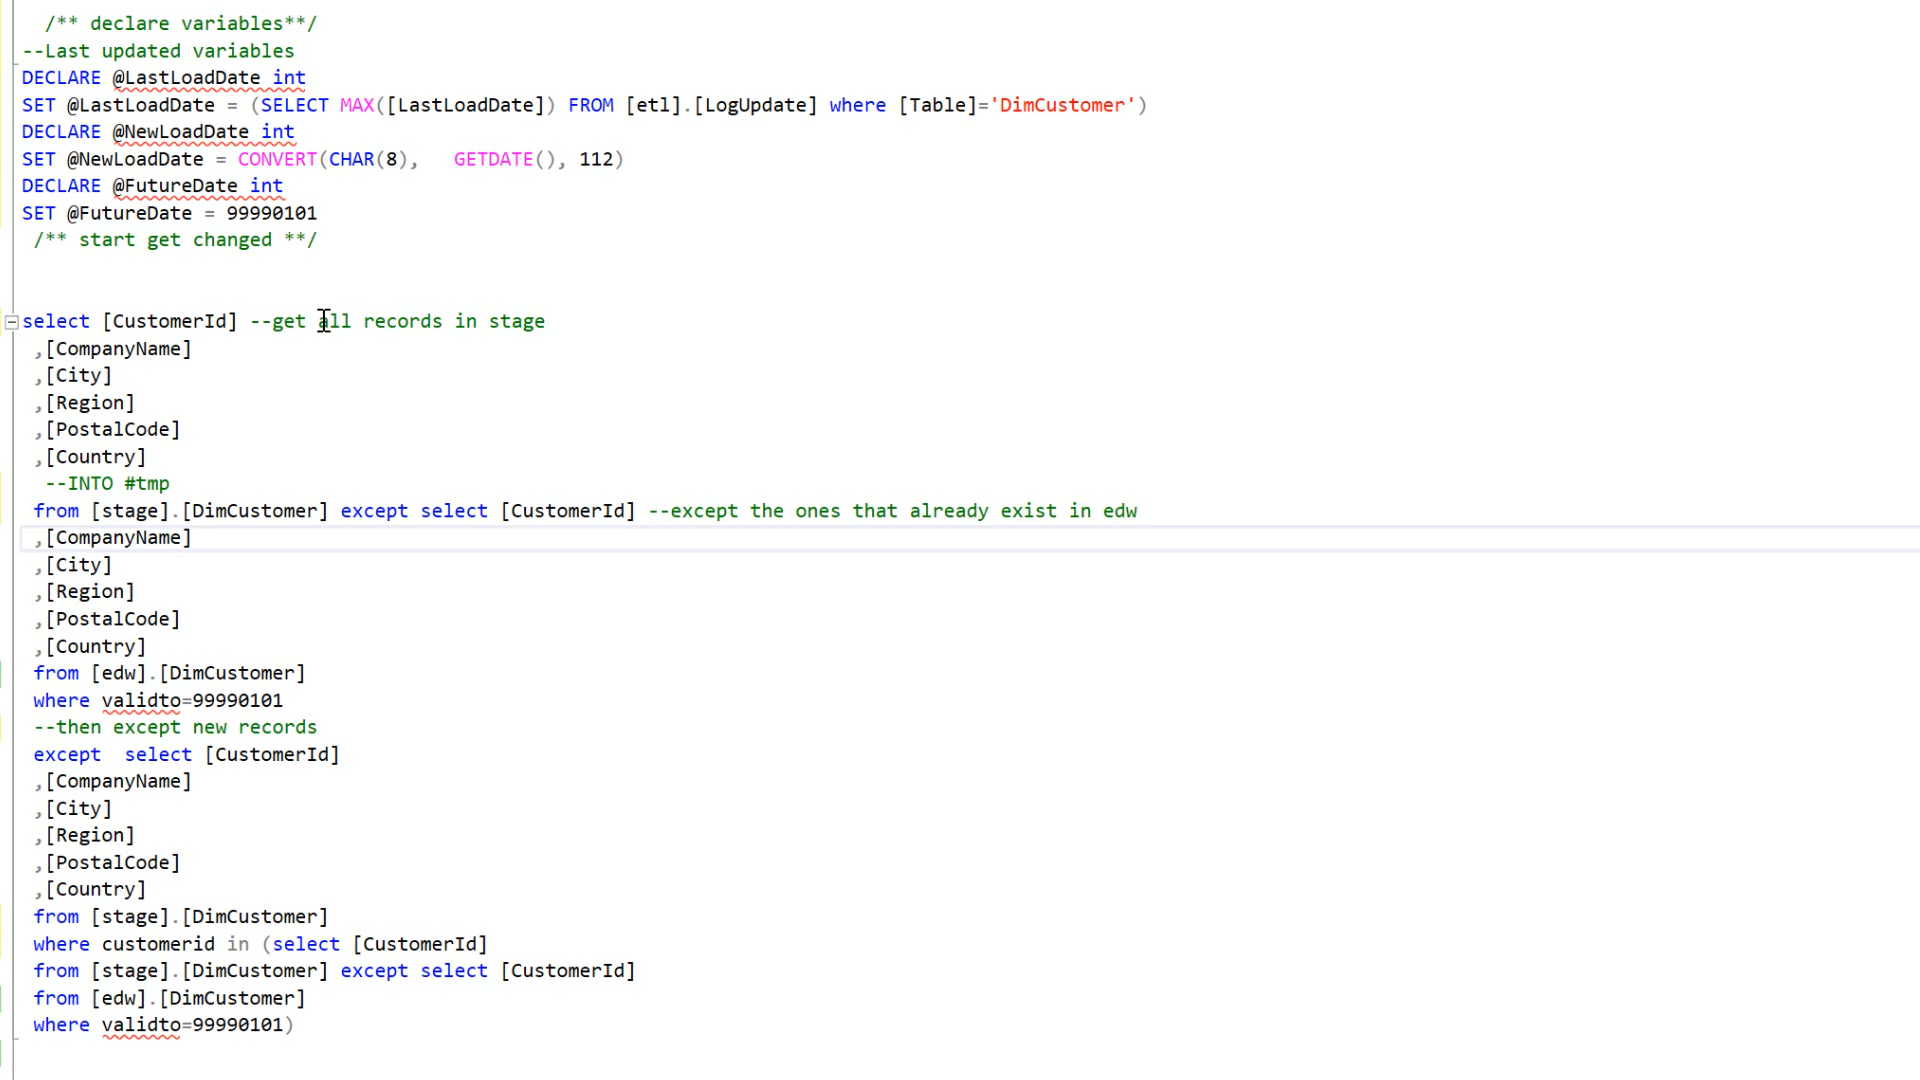 /** declare variables**/
--Last updated variables
DECLARE @LastLoadDate int
SET @LastLoadDate = (SELECT MAX([LastLoadDate]) FROM [etl].[LogUpdate] where [Table]='DimCustomer')
DECLARE @NewLoadDate int
SET @NewLoadDate = CONVERT(CHAR(8),   GETDATE(), 112)
DECLARE @FutureDate int
SET @FutureDate = 99990101
/** start get changed **/
select [CustomerId] --get all records in stage
,[CompanyName]
,[City]
,[Region]
,[PostalCode]
,[Country]
--INTO #tmp
from [stage].[DimCustomer] except select [CustomerId] --except the ones that already exist in edw
,[CompanyName]
,[City]
,[Region]
,[PostalCode]
,[Country]
from [edw].[DimCustomer]
where validto=99990101
--then except new records
except  select [CustomerId]
,[CompanyName]
,[City]
,[Region]
,[PostalCode]
,[Country]
from [stage].[DimCustomer]
where customerid in (select [CustomerId]
from [stage].[DimCustomer] except select [CustomerId]
from [edw].[DimCustomer]
where validto=99990101)